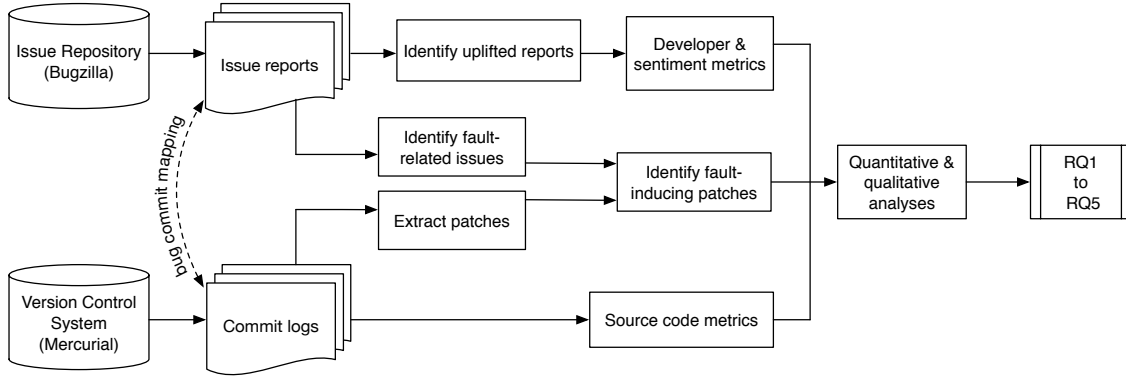 Issue Repository
(Bugzilla)
Issue reports
Identify uplifted reports
Developer &
sentiment metrics
bug commit mapping
Identify fault-
related issues
Extract patches
Identify fault-
inducing patches
Quantitative &
qualitative
analyses
RQ1
to
RQ5
Version Control
System
(Mercurial)
Commit logs
Source code metrics